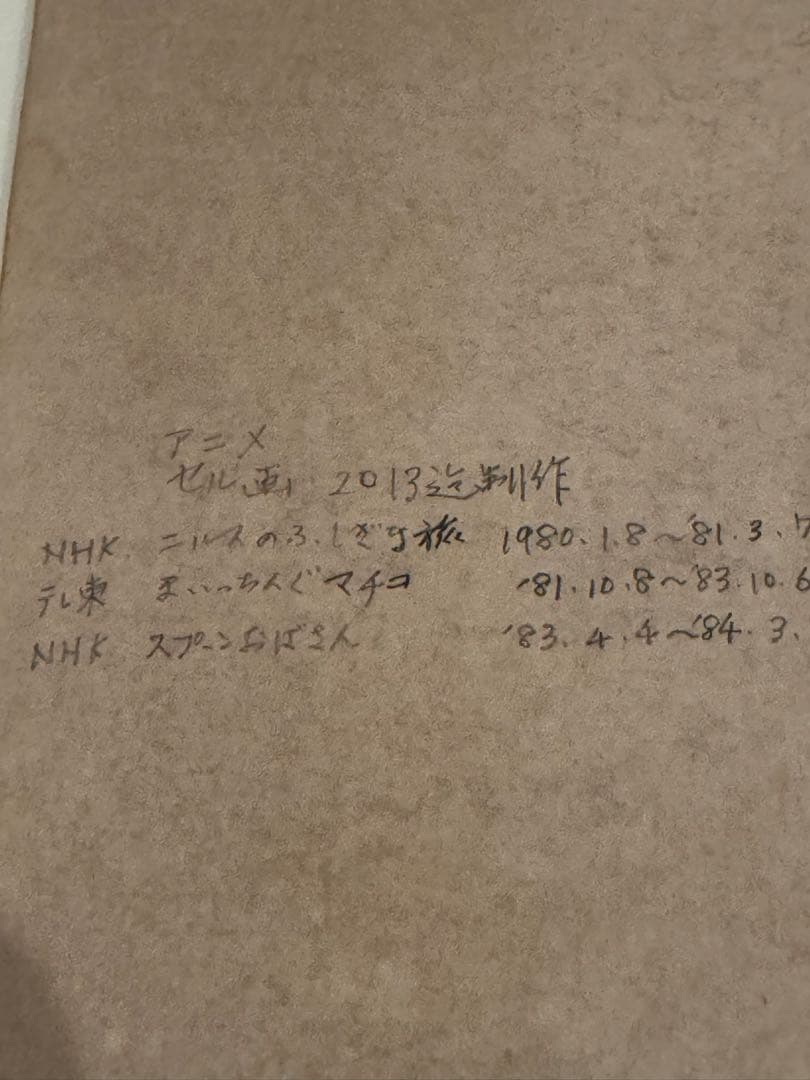 アニメ
セル画 2013迄制作
NHK ニルスのふしぎな旅 1980.1.8〜'81.3.7
テレ東 まいっちんぐマチコ '81.10.8〜'83.10.6
NHK スプーンおばさん '83.4.4〜'84.3.